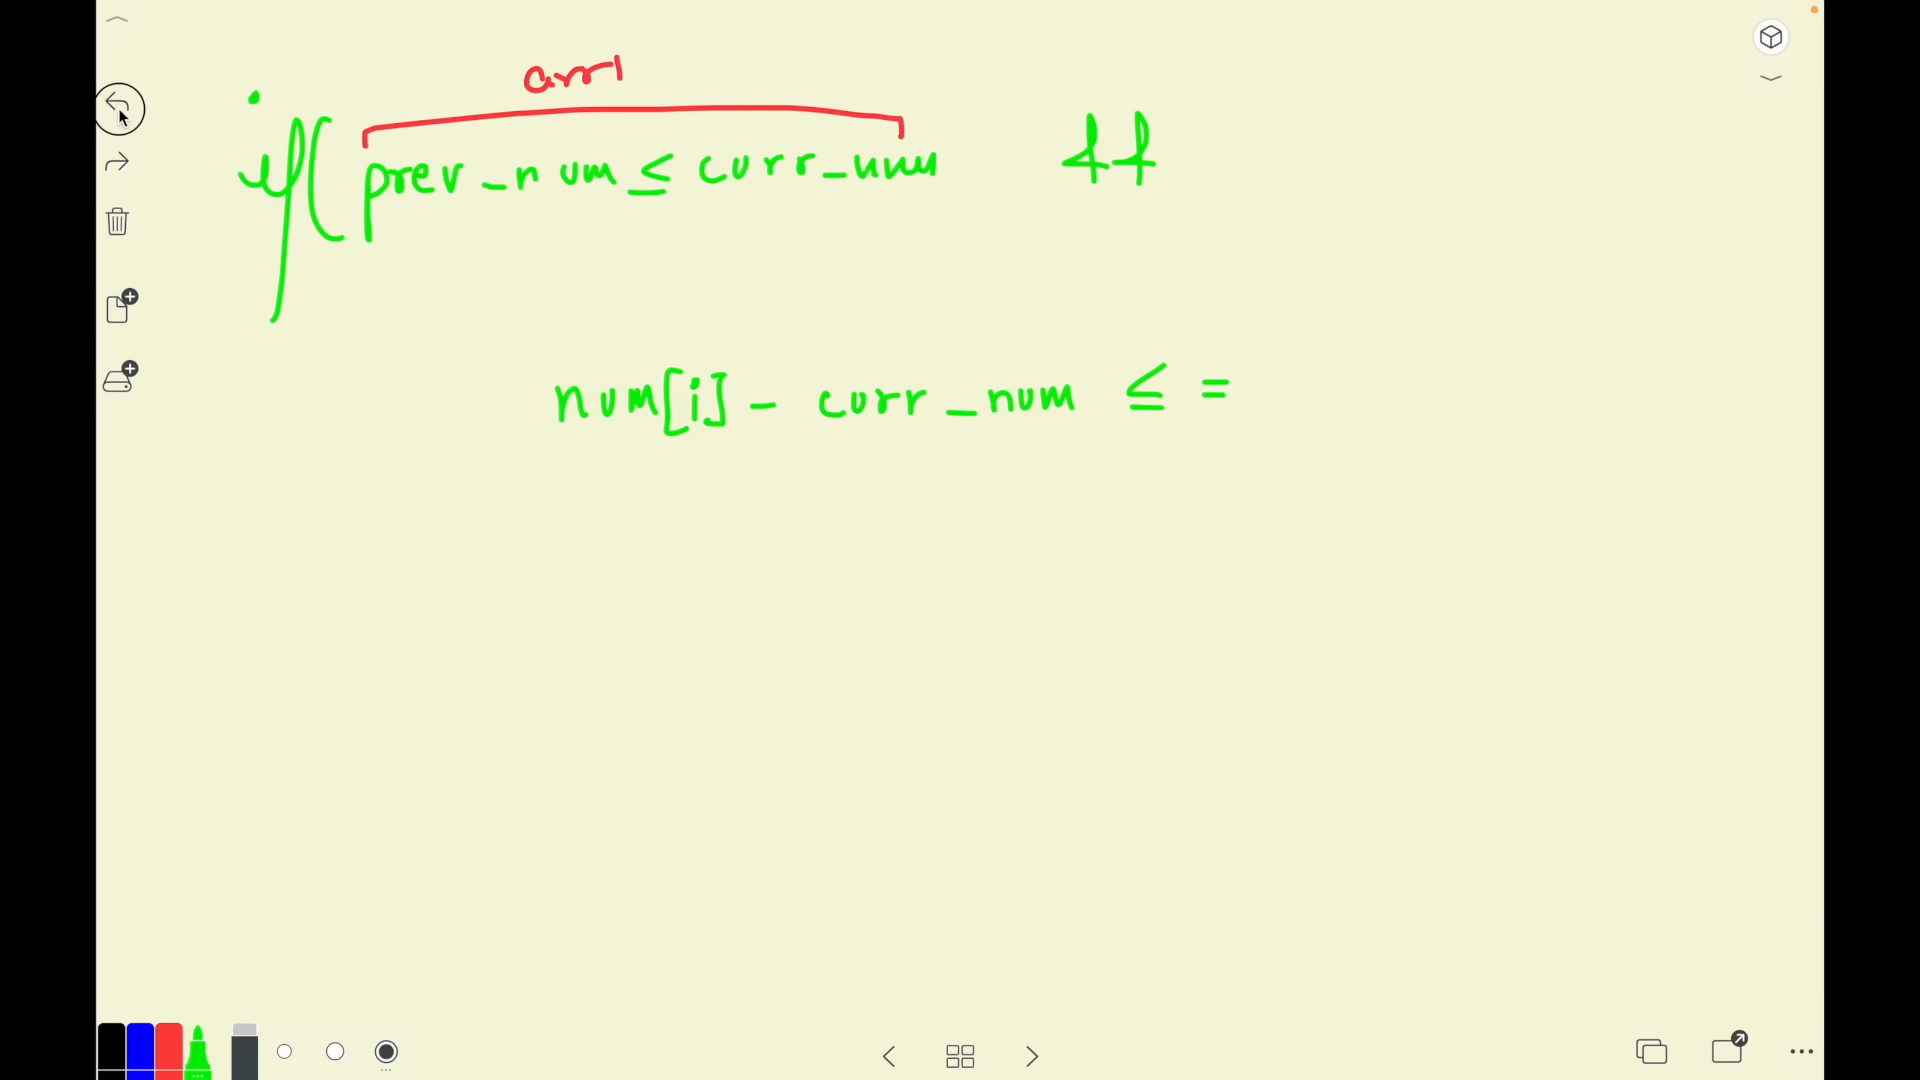 arr1
if( prev_num ≤ curr_num &&
num[i] - curr_num ≤ =